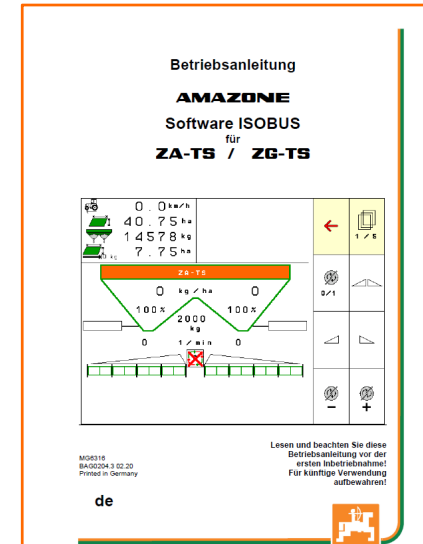 Betriebsanleitung
AMAZONE
Software ISOBUS
für
ZA-TS / ZG-TS
0.0 km/h
40.75 ha
14578 kg
7.75 ha
1/5
ZA-TS
0 kg/ha 0
100% 100%
2000
kg
0 1/min 0
0/1
-
+
Lesen und beachten Sie diese
Betriebsanleitung vor der
ersten Inbetriebnahme!
Für künftige Verwendung
aufbewahren!
MG6316
BAG0204.3 02.20
Printed in Germany
de